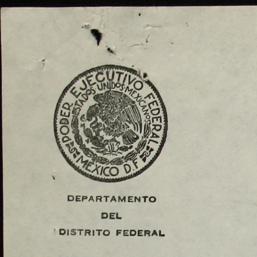 PODER EJECUTIVO FEDERAL
ESTADOS UNIDOS MEXICANOS
MEXICO D.F.
DEPARTAMENTO
DEL
DISTRITO FEDERAL